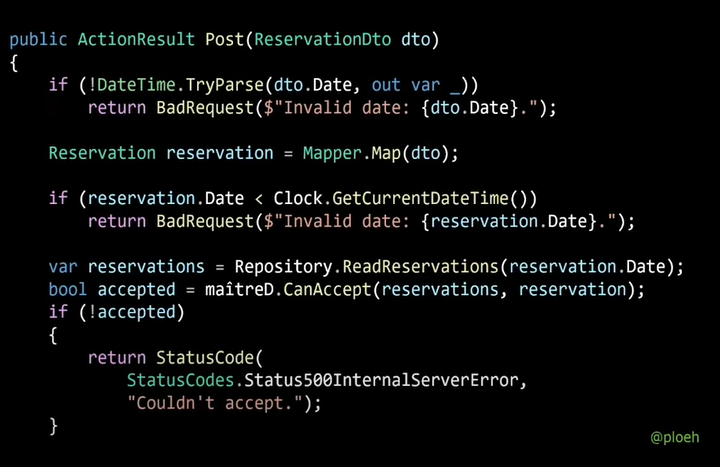 public ActionResult Post(ReservationDto dto)
{
    if (!DateTime.TryParse(dto.Date, out var _))
        return BadRequest($"Invalid date: {dto.Date}.");

    Reservation reservation = Mapper.Map(dto);

    if (reservation.Date < Clock.GetCurrentDateTime())
        return BadRequest($"Invalid date: {reservation.Date}.");

    var reservations = Repository.ReadReservations(reservation.Date);
    bool accepted = maîtreD.CanAccept(reservations, reservation);
    if (!accepted)
    {
        return StatusCode(
            StatusCodes.Status500InternalServerError,
            "Couldn't accept.");
    }
@ploeh